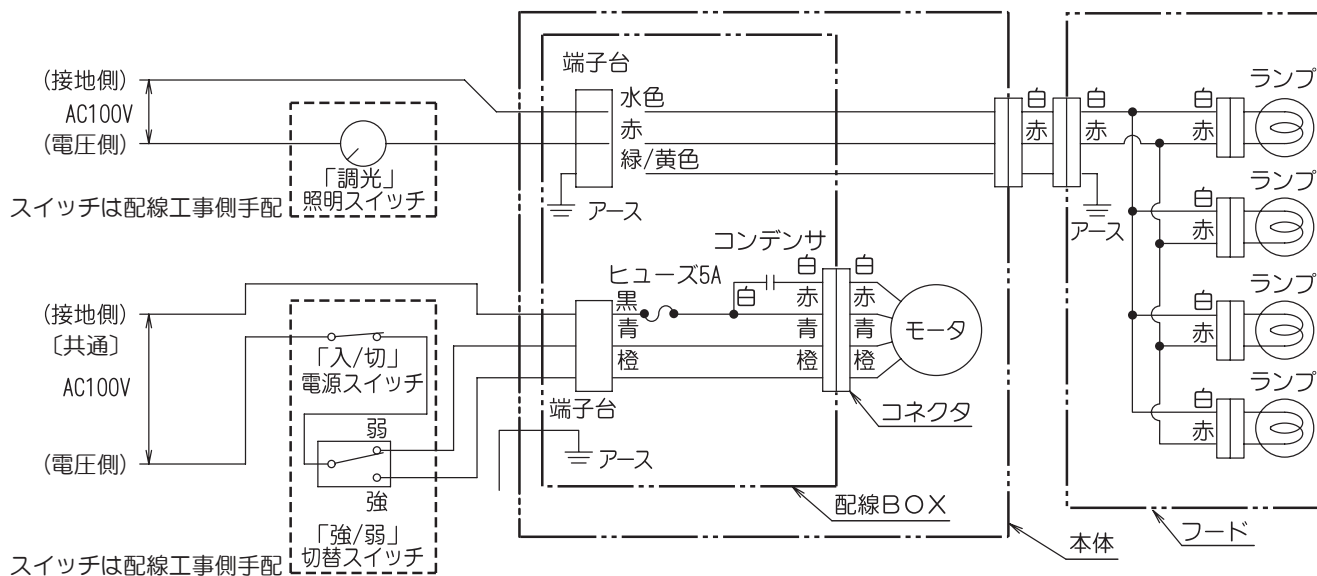 (接地側)
AC100V
(電圧側)
「調光」
照明スイッチ
スイッチは配線工事側手配
端子台
水色
赤
緑/黄色
アース
白
赤
白
赤
アース
白
赤
ランプ
白
赤
ランプ
白
赤
ランプ
白
赤
ランプ
(接地側)
〔共通〕
AC100V
(電圧側)
「入/切」
電源スイッチ
弱
強
「強/弱」
切替スイッチ
スイッチは配線工事側手配
コンデンサ
ヒューズ5A
黒
青
橙
白
白
赤
青
橙
白
赤
青
橙
モータ
端子台
アース
コネクタ
配線BOX
本体
フード